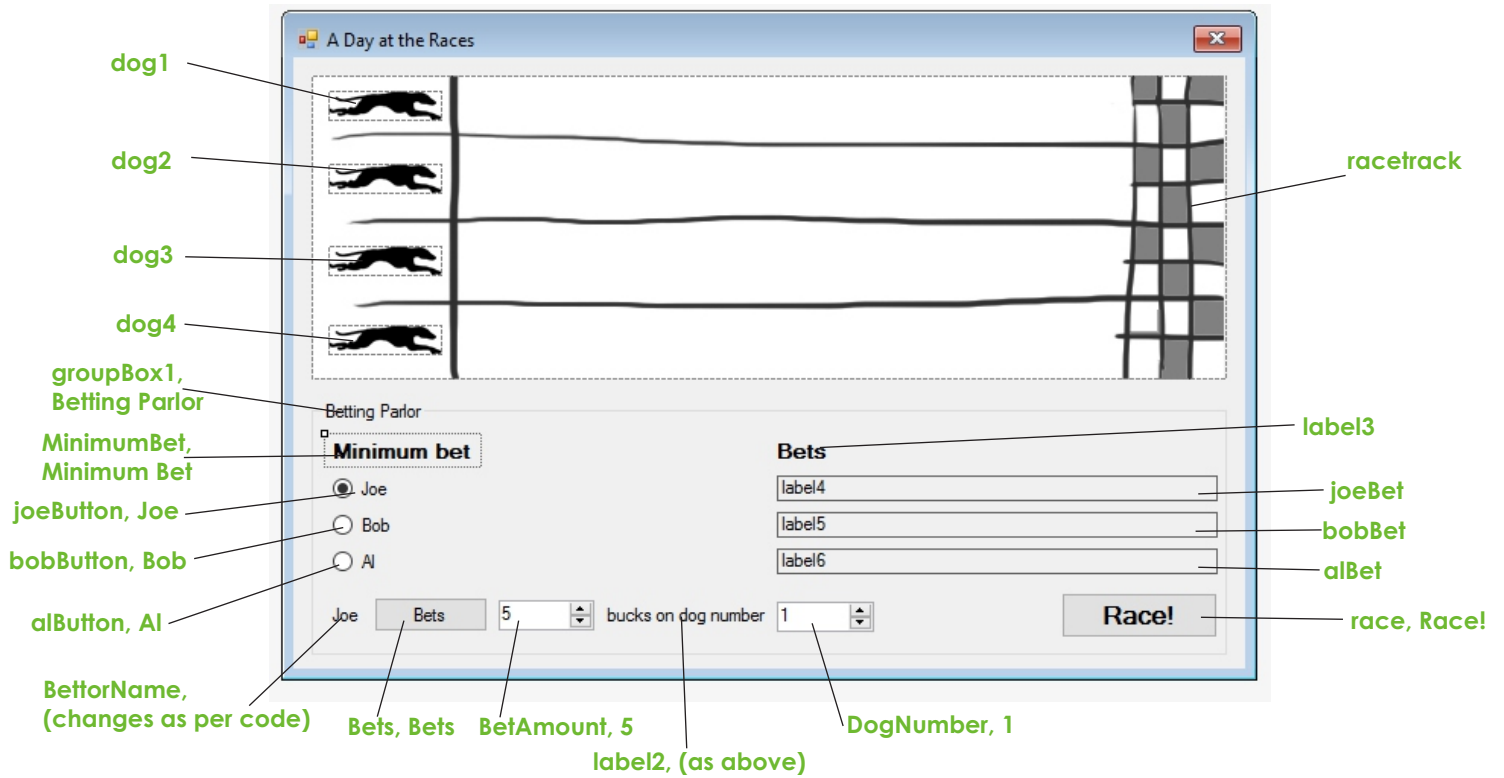 A Day at the Races
dog1
dog2
racetrack
dog3
dog4
groupBox1,
Betting Parlor
Betting Parlor
MinimumBet,
Minimum Bet
Minimum bet
Bets
label3
joeButton, Joe
Joe
label4
joeBet
bobButton, Bob
Bob
label5
bobBet
alButton, Al
Al
label6
alBet
Joe
Bets
5
bucks on dog number
1
Race!
race, Race!
BettorName,
(changes as per code)
Bets, Bets
BetAmount, 5
label2, (as above)
DogNumber, 1